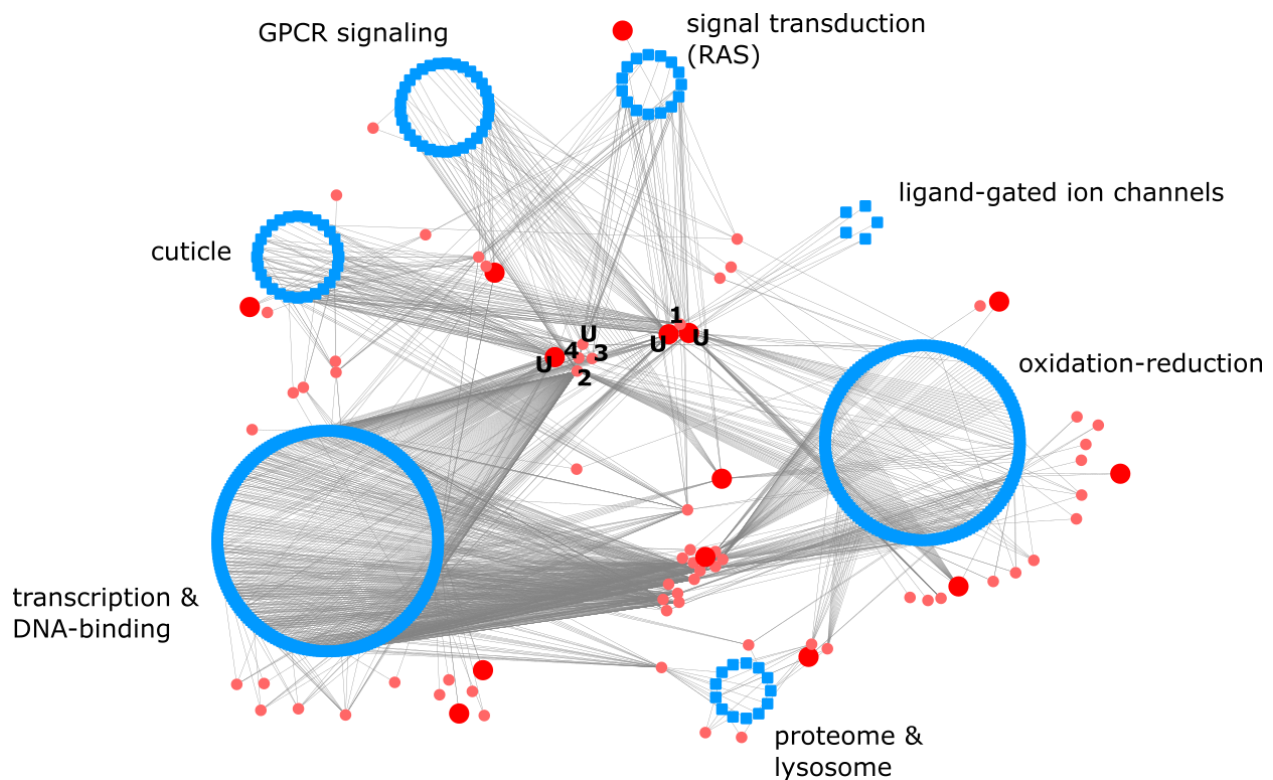 GPCR signaling
signal transduction
(RAS)
ligand-gated ion channels
cuticle
1
U
U
U
4
3
U
2
oxidation-reduction
transcription &
DNA-binding
proteome &
lysosome